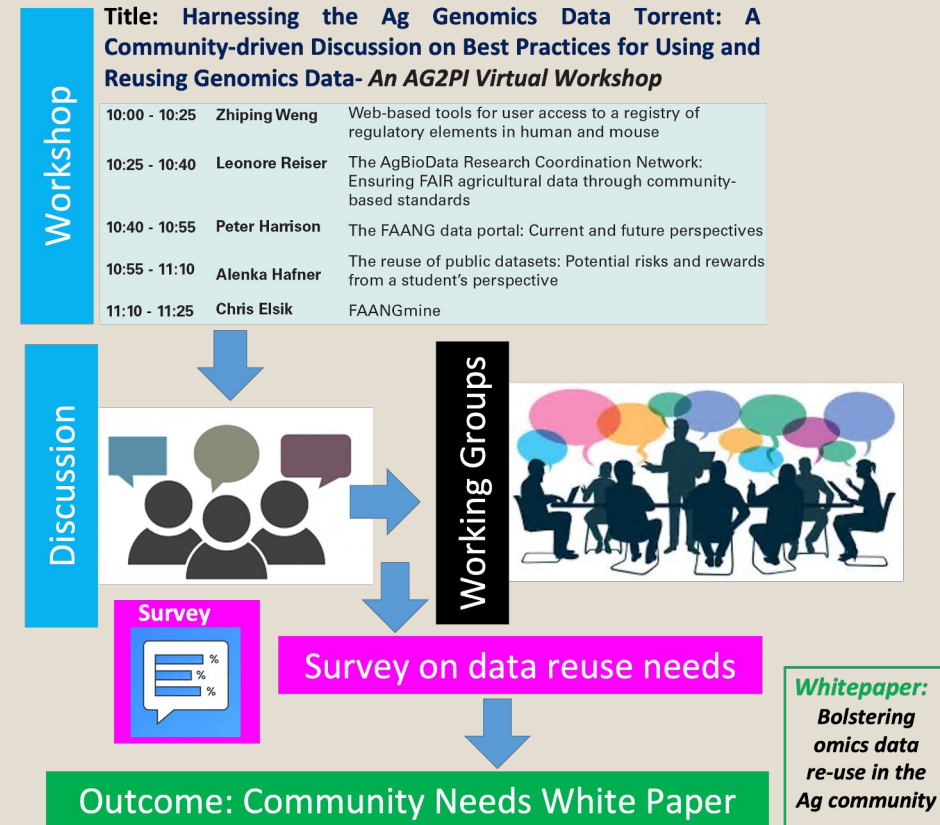 Title: Harnessing the Ag Genomics Data Torrent: A
Community-driven Discussion on Best Practices for Using and
Reusing Genomics Data- An AG2PI Virtual Workshop
Workshop
10:00 - 10:25 Zhiping Weng Web-based tools for user access to a registry of
regulatory elements in human and mouse
10:25 - 10:40 Leonore Reiser The AgBioData Research Coordination Network:
Ensuring FAIR agricultural data through community-
based standards
10:40 - 10:55 Peter Harrison The FAANG data portal: Current and future perspectives
10:55 - 11:10 Alenka Hafner The reuse of public datasets: Potential risks and rewards
from a student's perspective
11:10 - 11:25 Chris Elsik FAANGmine
Discussion
Working Groups
Survey
%
%
%
Survey on data reuse needs
Outcome: Community Needs White Paper
Whitepaper:
Bolstering
omics data
re-use in the
Ag community